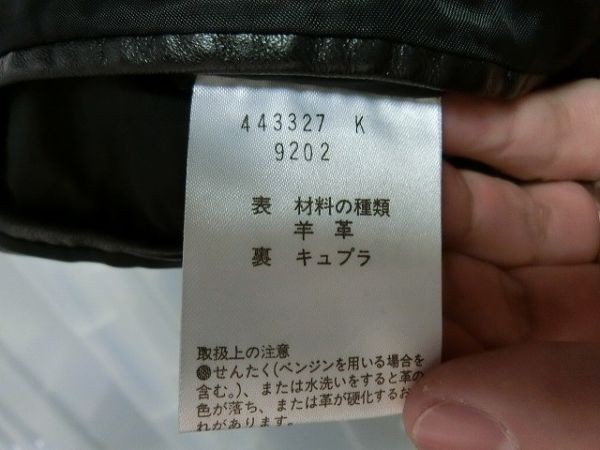 443327 K
9202
表 材料の種類
羊 革
裏 キュプラ
取扱上の注意
せんたく(ベンジンを用いる場合を
含む。)、または水洗いをすると革の
色が落ち、または革が硬化するお
れがあります。